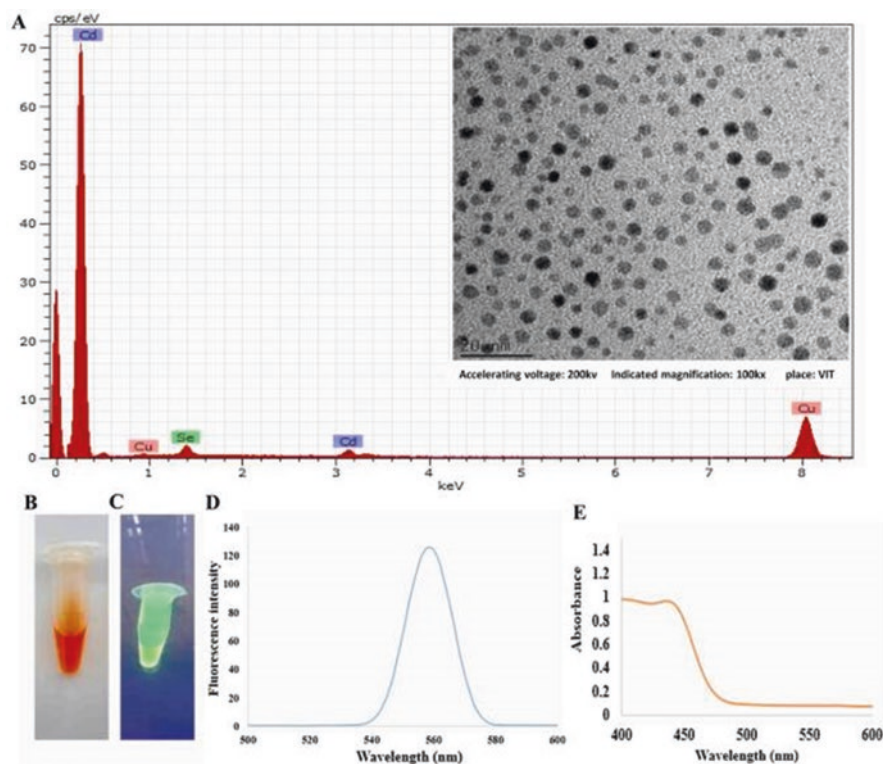 A
cps/eV
Cd
70
60
50
40
30
20
10
0
Cu
Se
Cd
Cu
0 1 2 3 4 5 6 7 8
keV
20 nm
Accelerating voltage: 200kv Indicated magnification: 100kx place: VIT
B
C
D
Fluorescence intensity
140
120
100
80
60
40
20
0
500 520 540 560 580 600
Wavelength (nm)
E
Absorbance
1.4
1.2
1
0.8
0.6
0.4
0.2
0
400 450 500 550 600
Wavelength (nm)